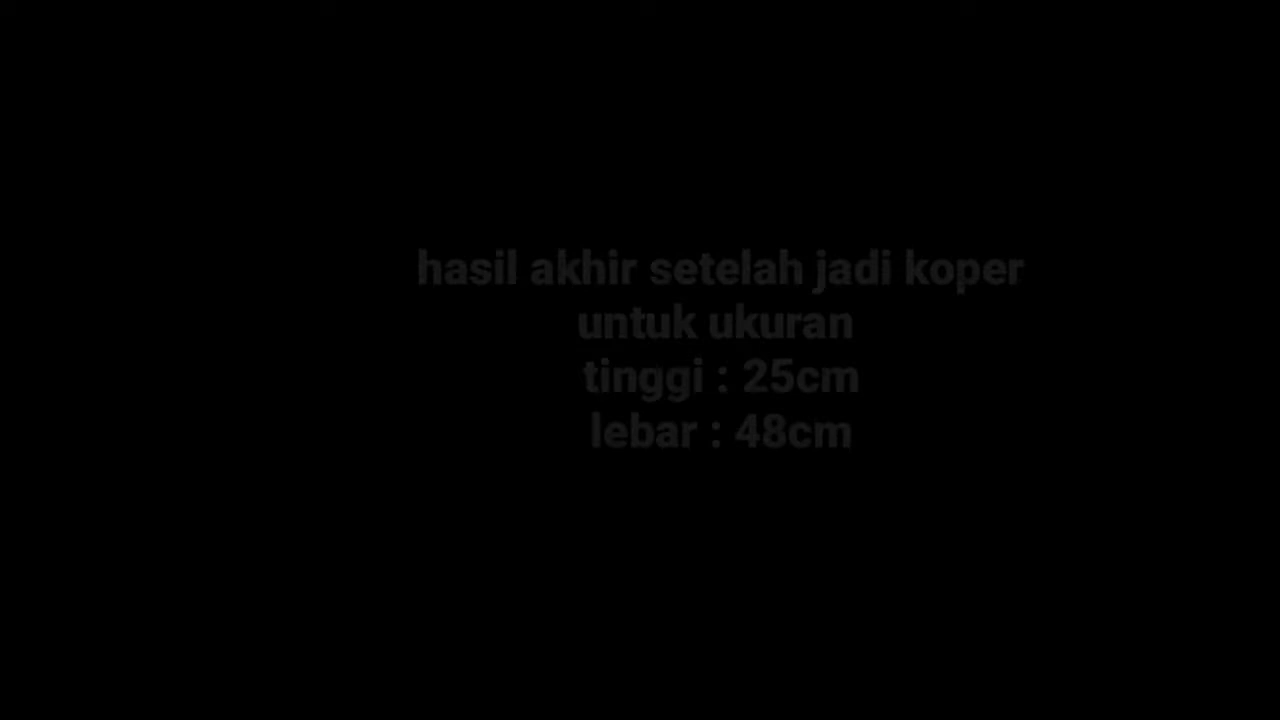 hasil akhir setelah jadi koper
untuk ukuran
tinggi : 25cm
lebar : 48cm